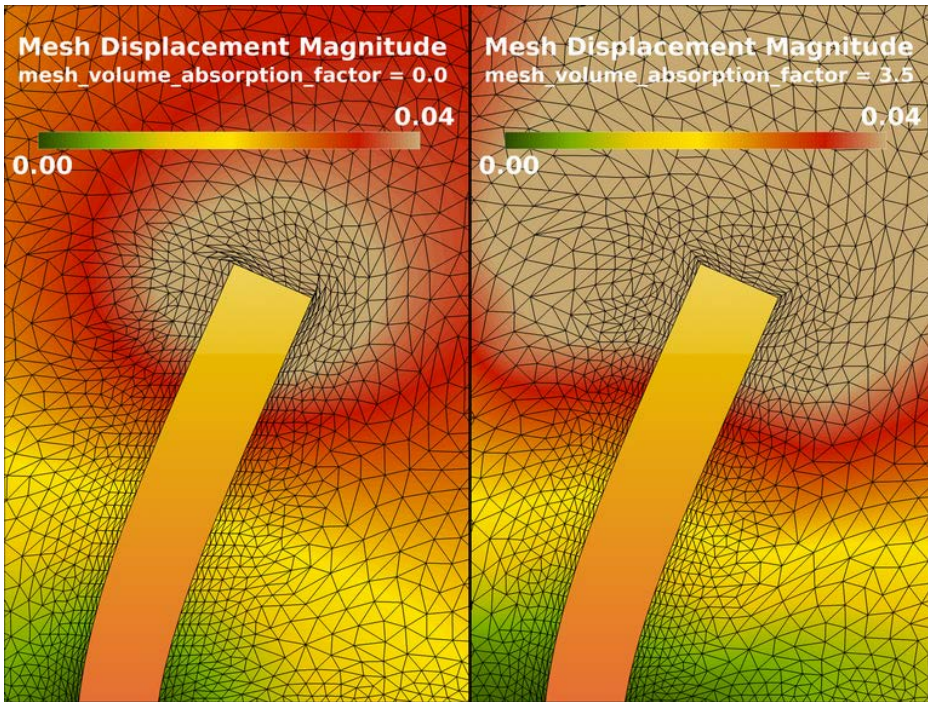 Mesh Displacement Magnitude
mesh_volume_absorption_factor = 0.0
0.04
0.00
Mesh Displacement Magnitude
mesh_volume_absorption_factor = 3.5
0.04
0.00